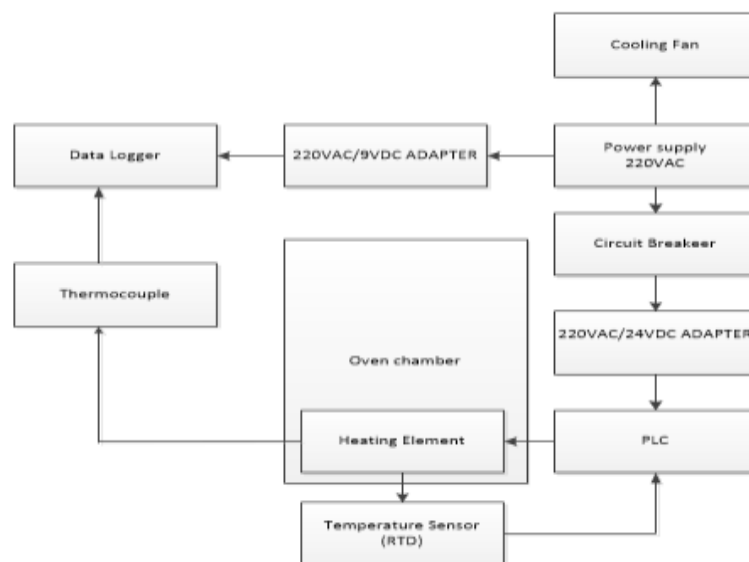 Cooling Fan
Data Logger
220VAC/9VDC ADAPTER
Power supply
220VAC
Circuit Breakeer
Thermocouple
220VAC/24VDC ADAPTER
Oven chamber
Heating Element
PLC
Temperature Sensor
(RTD)